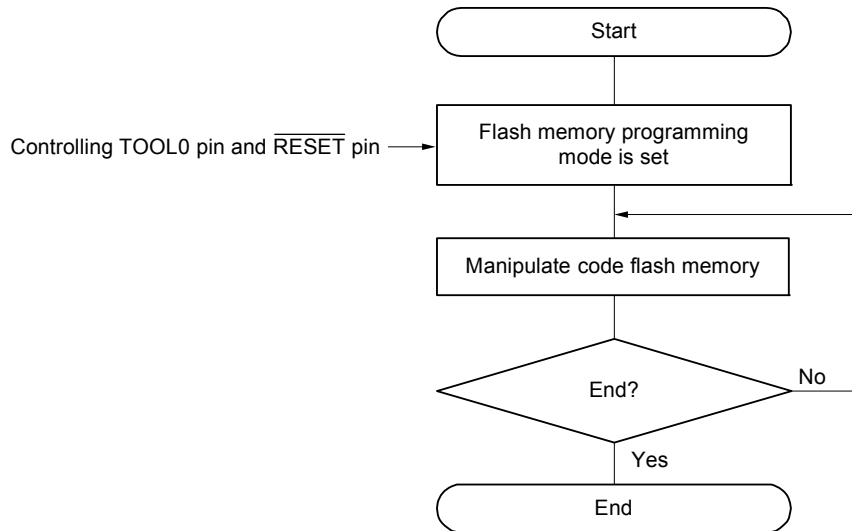 Start
Controlling TOOL0 pin and RESET pin
Flash memory programming
mode is set
Manipulate code flash memory
End?
No
Yes
End